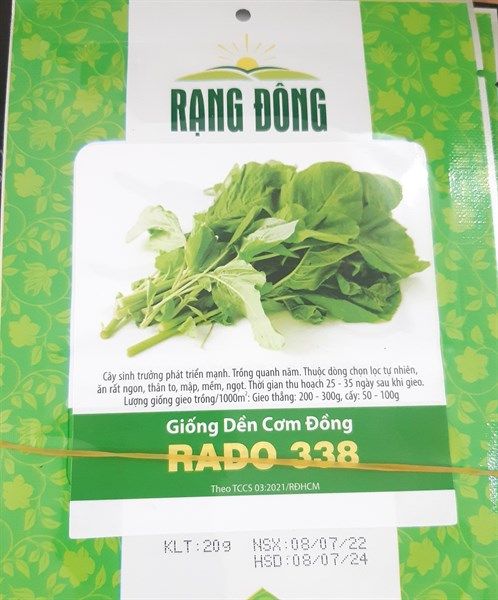 RẠNG ĐÔNG
Cây sinh trưởng phát triển mạnh. Trồng quanh năm. Thuộc dòng chọn lọc tự nhiên,
ăn rất ngon, thân to, mập, mềm, ngọt. Thời gian thu hoạch 25 - 35 ngày sau khi gieo.
Lượng giống gieo trồng/1000m²: Gieo thẳng: 200 - 300g, cấy: 50 - 100g
Giống Dền Cơm Đồng
RADO 338
Theo TCCS 03:2021/RĐHCM
KLT: 20g NSX: 08/07/22
HSD: 08/07/24